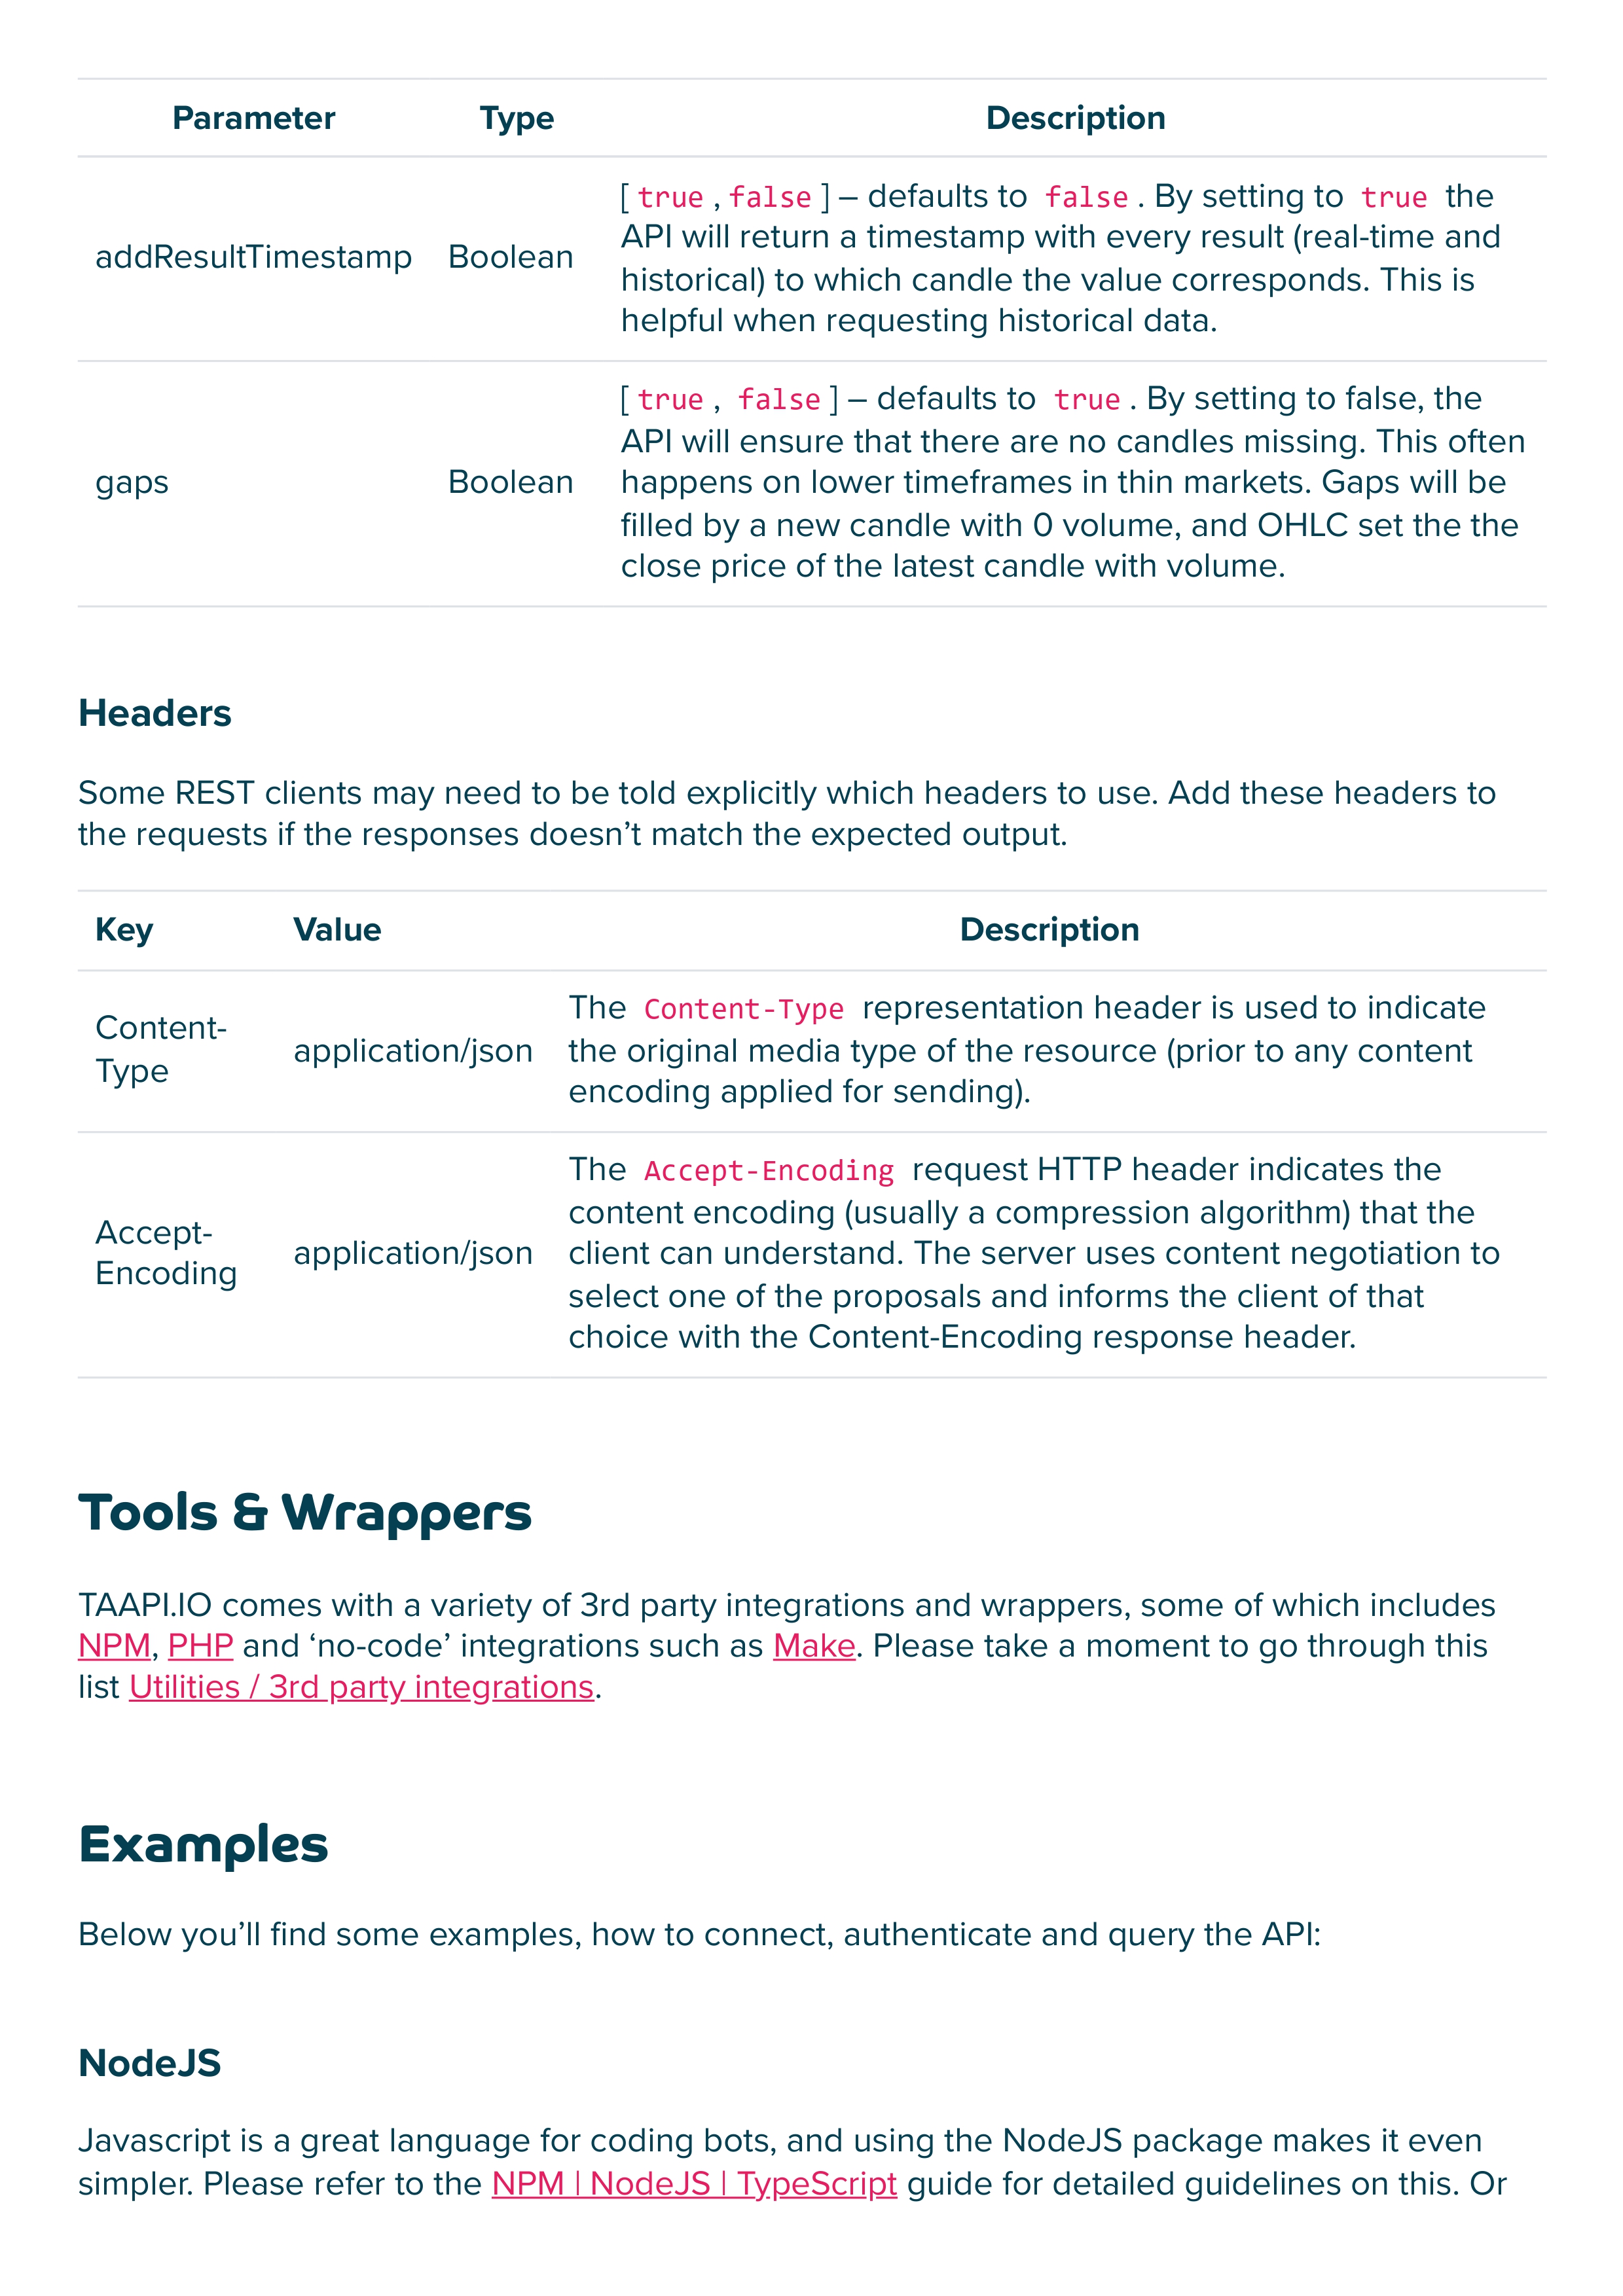 Parameter Type Description
[ true , false ] – defaults to false . By setting to true the
API will return a timestamp with every result (real-time and
addResultTimestamp Boolean
historical) to which candle the value corresponds. This is
helpful when requesting historical data.
[ true , false ] – defaults to true . By setting to false, the
API will ensure that there are no candles missing. This often
gaps Boolean happens on lower timeframes in thin markets. Gaps will be
filled by a new candle with 0 volume, and OHLC set the the
close price of the latest candle with volume.
Headers
Some REST clients may need to be told explicitly which headers to use. Add these headers to
the requests if the responses doesn’t match the expected output.
Key Value Description
The Content-Type representation header is used to indicate
Content-
Type
application/json the original media type of the resource (prior to any content
encoding applied for sending).
The Accept-Encoding request HTTP header indicates the
content encoding (usually a compression algorithm) that the
Accept-
Encoding
application/json client can understand. The server uses content negotiation to
select one of the proposals and informs the client of that
choice with the Content-Encoding response header.
Tools & Wrappers
TAAPI.IO comes with a variety of 3rd party integrations and wrappers, some of which includes
NPM, PHP and ‘no-code’ integrations such as Make. Please take a moment to go through this
list Utilities / 3rd party integrations.
Examples
Below you’ll find some examples, how to connect, authenticate and query the API:
NodeJS
Javascript is a great language for coding bots, and using the NodeJS package makes it even
simpler. Please refer to the NPM | NodeJS | TypeScript guide for detailed guidelines on this. Or